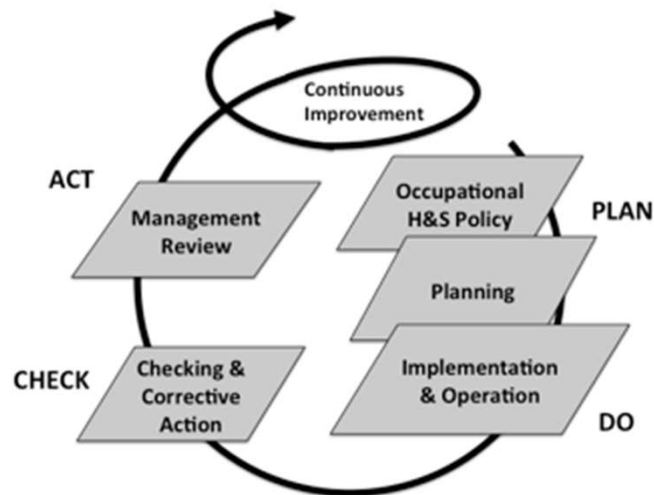 Continuous
Improvement
ACT
Management
Review
Occupational
H&S Policy
PLAN
Planning
CHECK
Checking &
Corrective
Action
Implementation
& Operation
DO